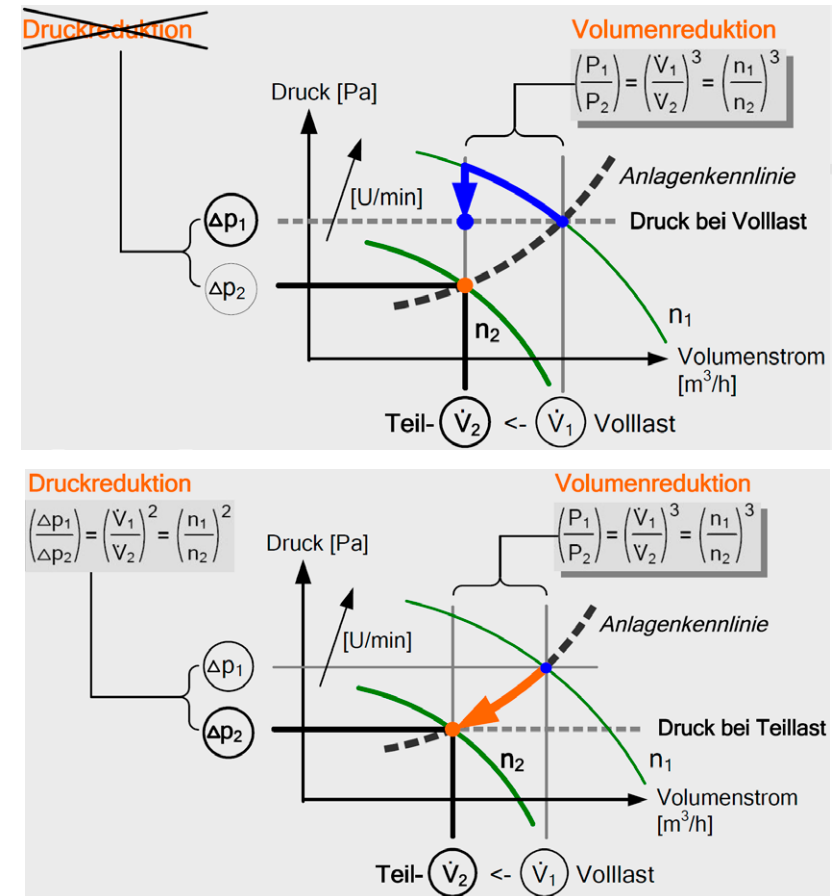 Druckreduktion
Volumenreduktion
(P₁/P₂) = (V̇₁/V̇₂)³ = (n₁/n₂)³
Druck [Pa]
[U/min]
Anlagenkennlinie
Δp₁
Druck bei Volllast
Δp₂
n₂
n₁
Volumenstrom
[m³/h]
Teil- V̇₂ <- V̇₁ Volllast
Druckreduktion
Volumenreduktion
(Δp₁/Δp₂) = (V̇₁/V̇₂)² = (n₁/n₂)²
(P₁/P₂) = (V̇₁/V̇₂)³ = (n₁/n₂)³
Druck [Pa]
[U/min]
Anlagenkennlinie
Δp₁
Δp₂
Druck bei Teillast
n₂
n₁
Volumenstrom
[m³/h]
Teil- V̇₂ <- V̇₁ Volllast